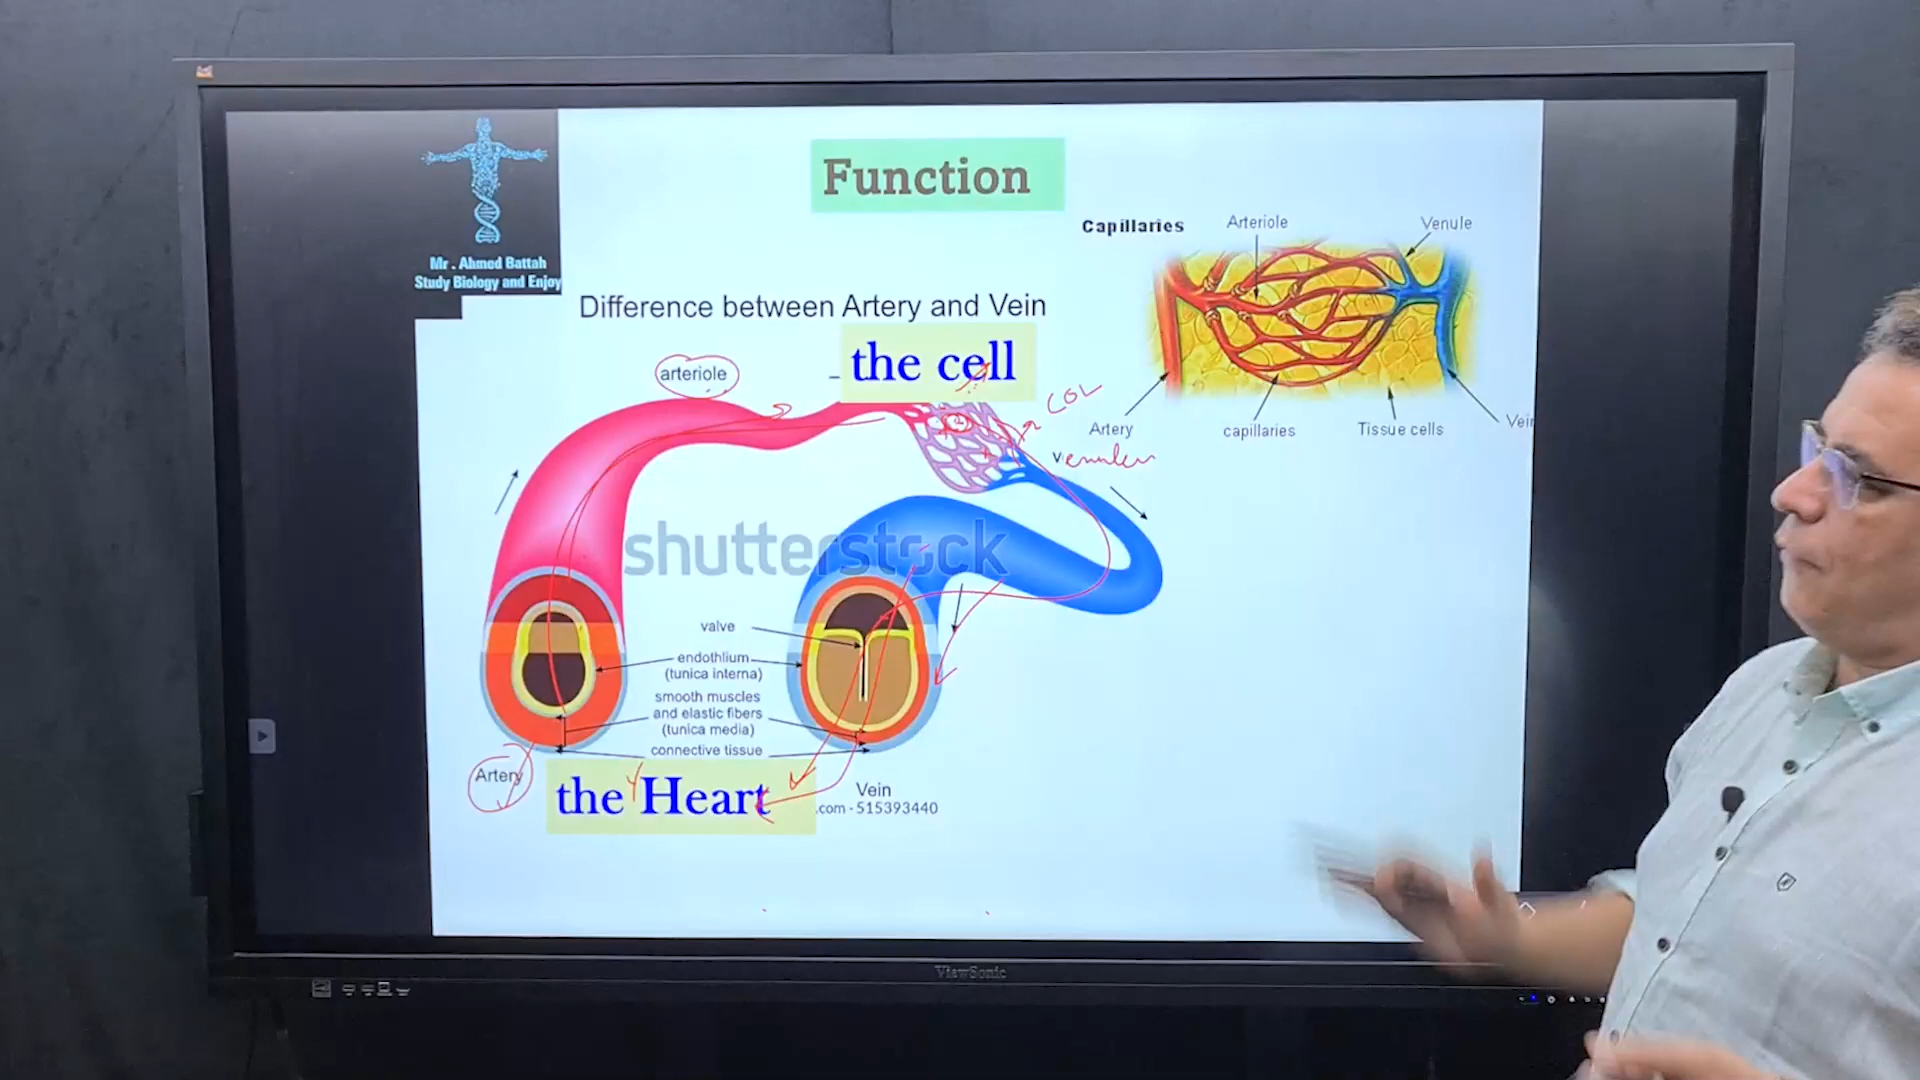 Function
Mr . Ahmed Battah
Study Biology and Enjoy
Capillaries
Arteriole
Venule
Difference between Artery and Vein
the cell
arteriole
CO2
Artery
capillaries
Tissue cells
Vein
Venules
shutterstock
valve
endothlium
(tunica interna)
smooth muscles
and elastic fibers
(tunica media)
connective tissue
Artery
the Heart
Vein
.com - 515393440
ViewSonic